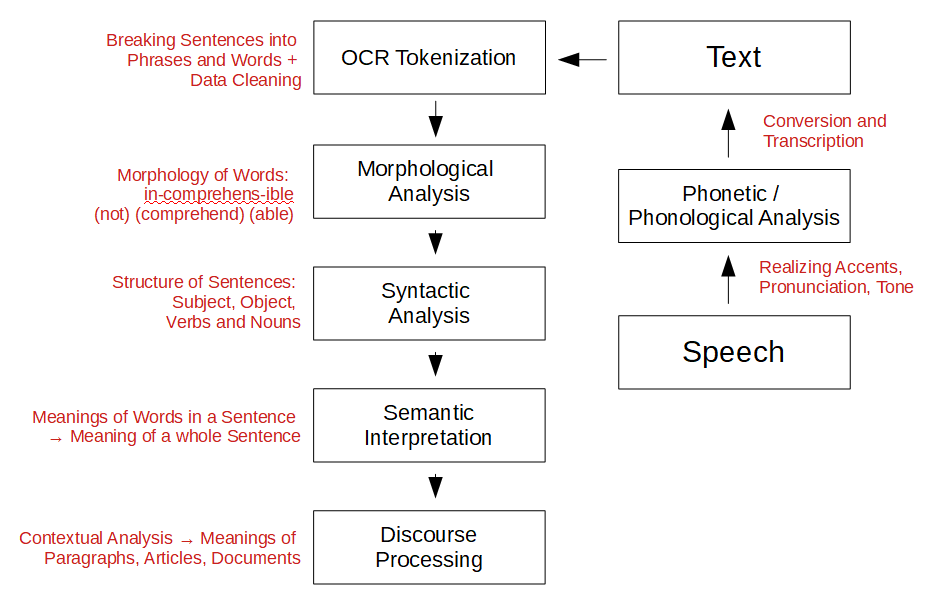 Breaking Sentences into
Phrases and Words +
Data Cleaning
OCR Tokenization
Text
Conversion and
Transcription
Morphology of Words:
in-comprehens-ible
(not) (comprehend) (able)
Morphological
Analysis
Phonetic /
Phonological Analysis
Realizing Accents,
Pronunciation, Tone
Structure of Sentences:
Subject, Object,
Verbs and Nouns
Syntactic
Analysis
Speech
Meanings of Words in a Sentence
→ Meaning of a whole Sentence
Semantic
Interpretation
Contextual Analysis → Meanings of
Paragraphs, Articles, Documents
Discourse
Processing